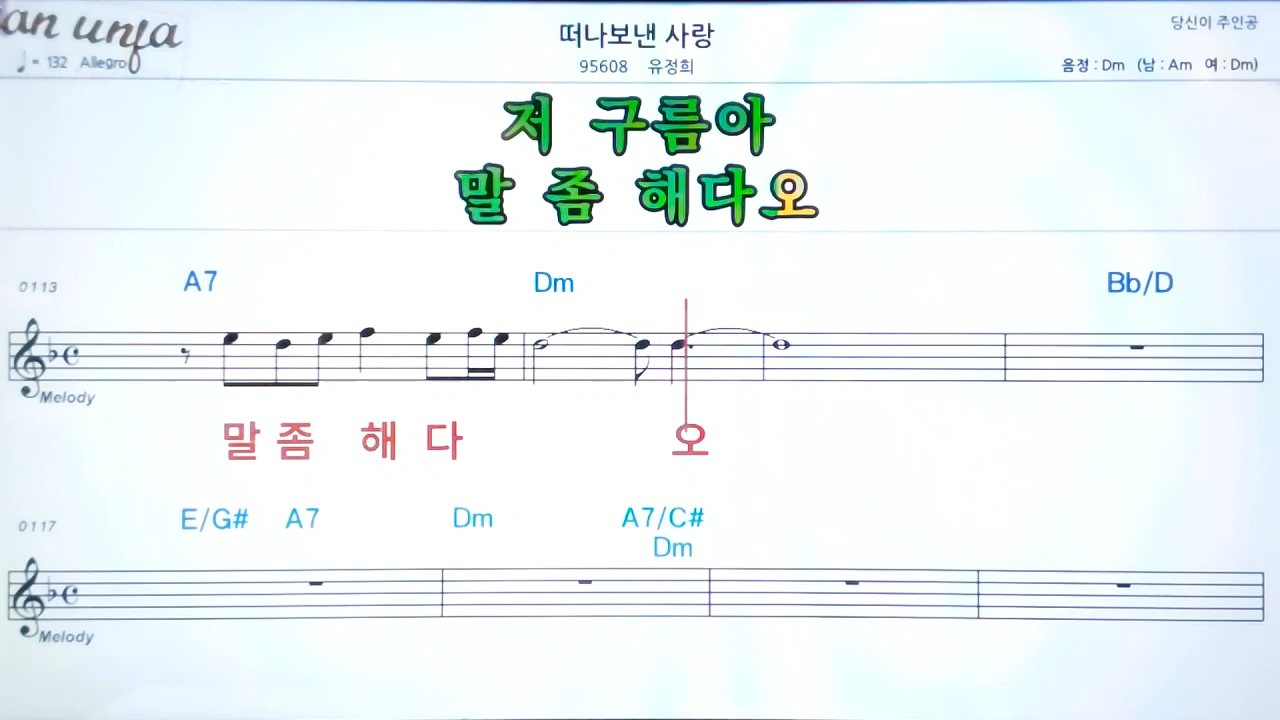 떠나보낸 사랑
당신이 주인공
♩= 132 Allegro
95608 유정희
음정 : Dm (남 : Am 여 : Dm)
저 구름아
말 좀 해다오
0113 A7 Dm Bb/D
Melody
말 좀 해 다 오
0117 E/G# A7 Dm A7/C#
Dm
Melody